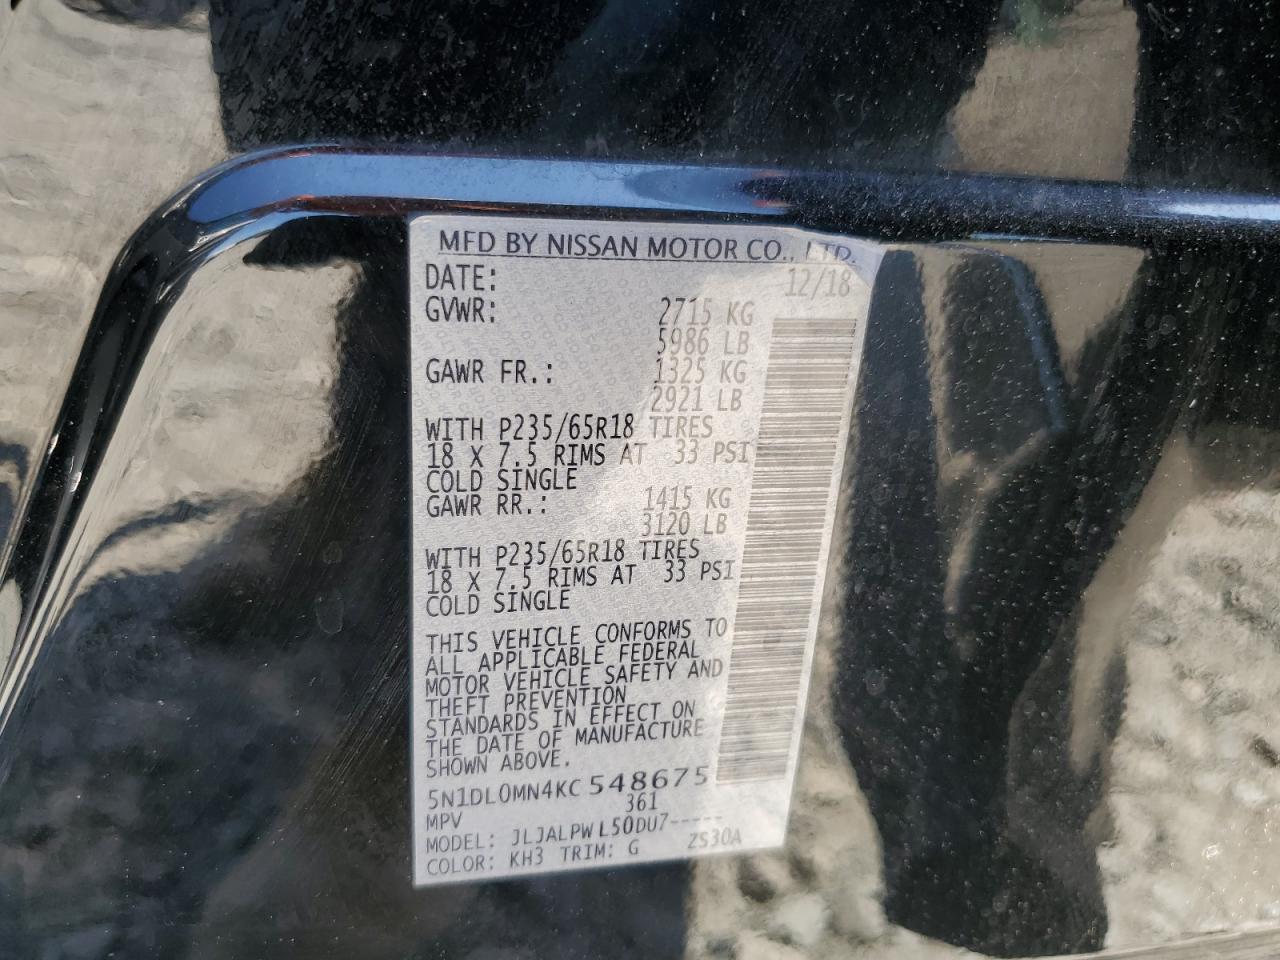 MFD BY NISSAN MOTOR CO., LTD.
DATE: 12/18
GVWR: 2715 KG
5986 LB
GAWR FR.: 1325 KG
2921 LB
WITH P235/65R18 TIRES
18 X 7.5 RIMS AT 33 PSI
COLD SINGLE
GAWR RR.: 1415 KG
3120 LB
WITH P235/65R18 TIRES
18 X 7.5 RIMS AT 33 PSI
COLD SINGLE
THIS VEHICLE CONFORMS TO
ALL APPLICABLE FEDERAL
MOTOR VEHICLE SAFETY AND
THEFT PREVENTION
STANDARDS IN EFFECT ON
THE DATE OF MANUFACTURE
SHOWN ABOVE.
5N1DL0MN4KC548675
MPV 361
MODEL: JLJALPWL50DU7-----
COLOR: KH3 TRIM: G ZS30A